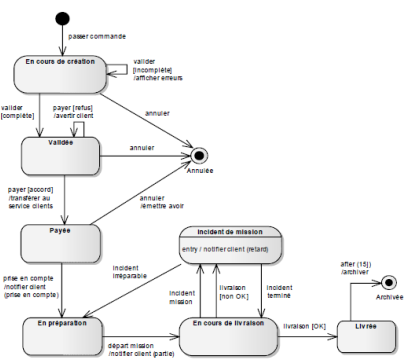 passer commande
En cours de création
valider
[incomplète]
/afficher erreurs
valider
[complète]
payer [refus]
/avertir client
annuler
Validée
annuler
Annulée
payer [accord]
/transférer au
service clients
annuler
/émettre avoir
Payée
Incident de mission
entry / notifier client (retard)
after (15j)
/archiver
prise en compte
/notifier client
(prise en compte)
Incident
irréparable
Incident
mission
livraison
[non OK]
Incident
terminé
Archivée
En préparation
En cours de livraison
livraison [OK]
Livrée
départ mission
/notifier client (partie)